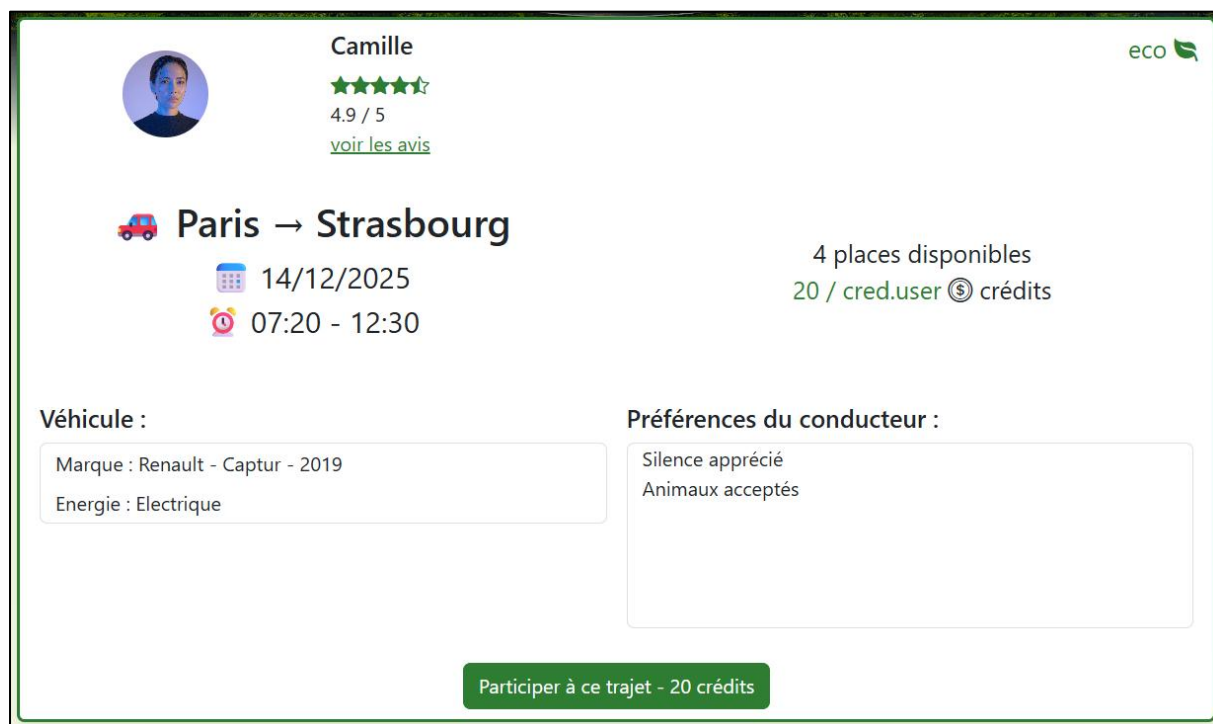 Camille
eco
4.9 / 5
voir les avis
Paris → Strasbourg
14/12/2025
07:20 - 12:30
4 places disponibles
20 / cred.user $ crédits
Véhicule :
Marque : Renault - Captur - 2019
Energie : Electrique
Préférences du conducteur :
Silence apprécié
Animaux acceptés
Participer à ce trajet - 20 crédits